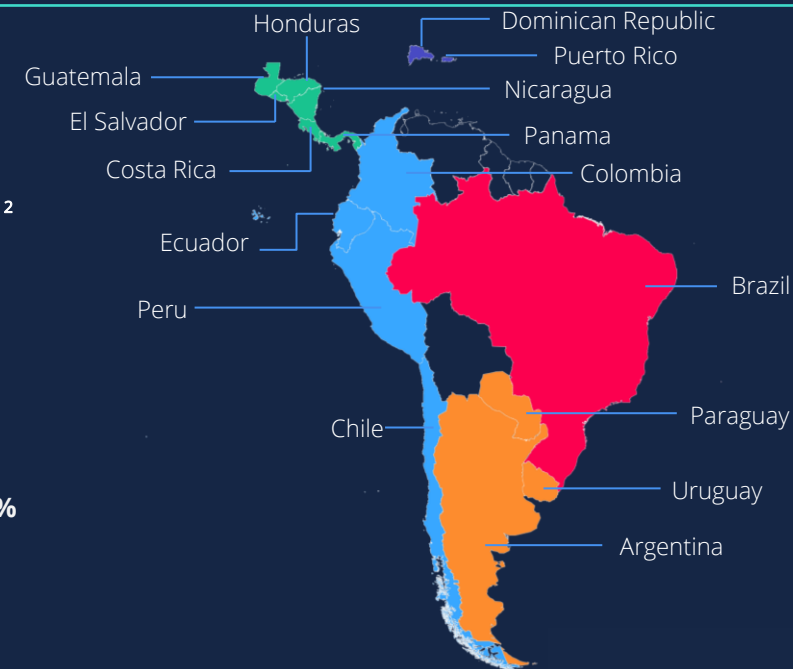 Honduras
Dominican Republic
Puerto Rico
Guatemala
Nicaragua
El Salvador
Panama
Costa Rica
Colombia
2
Ecuador
Brazil
Peru
Paraguay
Chile
Uruguay
%
Argentina